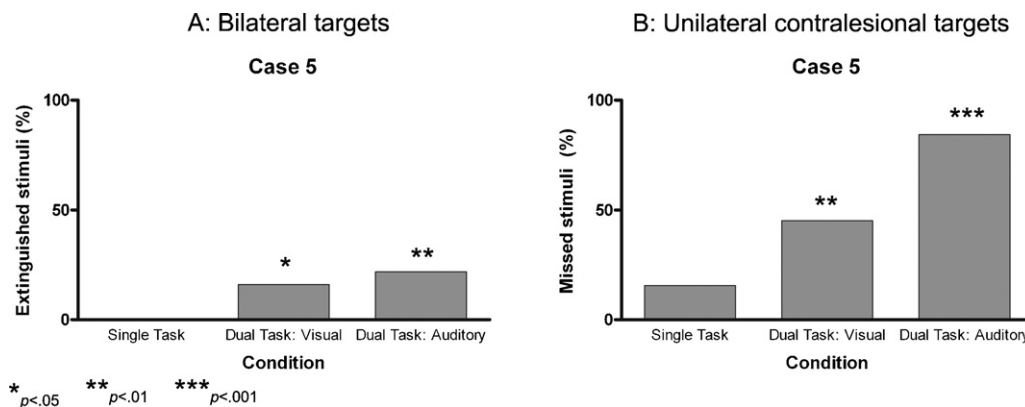 A: Bilateral targets
Case 5
Extinguished stimuli (%)
100
50
0
Single Task Dual Task: Visual Dual Task: Auditory
Condition
B: Unilateral contralesional targets
Case 5
Missed stimuli (%)
100
50
0
Single Task Dual Task: Visual Dual Task: Auditory
Condition
* ** 
** ***
*p<.05 **p<.01 ***p<.001